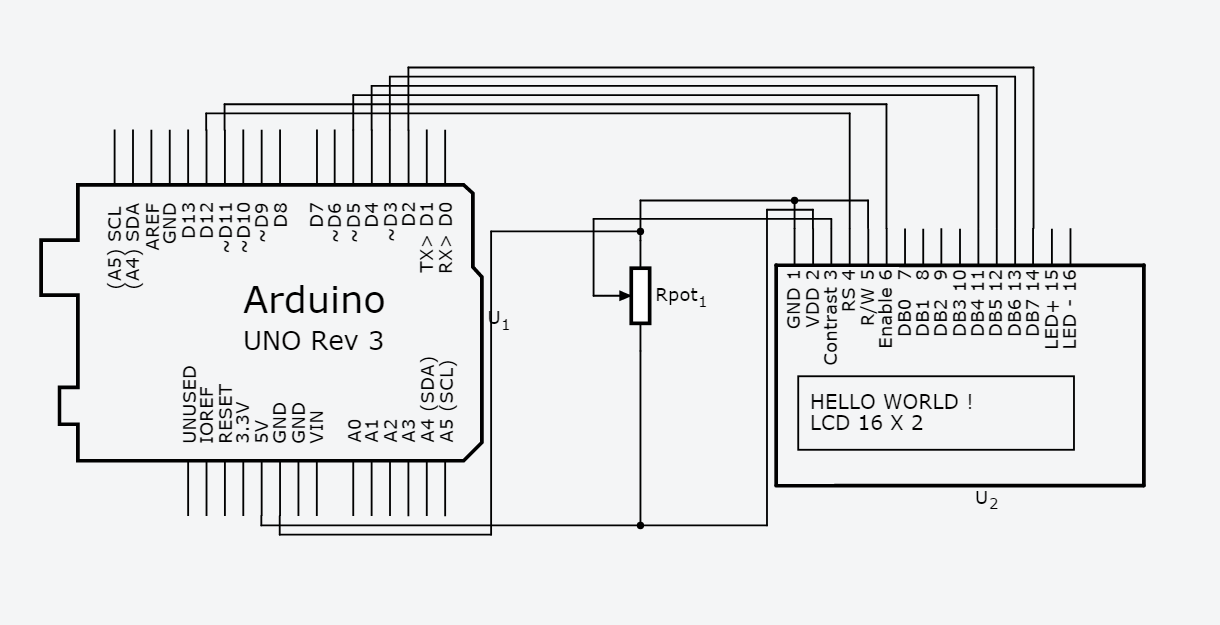 (A5) SCL
(A4) SDA
AREF
GND
D13
D12
~D11
~D10
~D9
D8
D7
~D6
~D5
D4
~D3
D2
TX> D1
RX> D0
Arduino
UNO Rev 3
U1
UNUSED
IOREF
RESET
3.3V
5V
GND
GND
VIN
A0
A1
A2
A3
A4 (SDA)
A5 (SCL)
Rpot1
GND 1
VDD 2
Contrast 3
RS 4
R/W 5
Enable 6
DB0 7
DB1 8
DB2 9
DB3 10
DB4 11
DB5 12
DB6 13
DB7 14
LED+ 15
LED - 16
HELLO WORLD !
LCD 16 X 2
U2